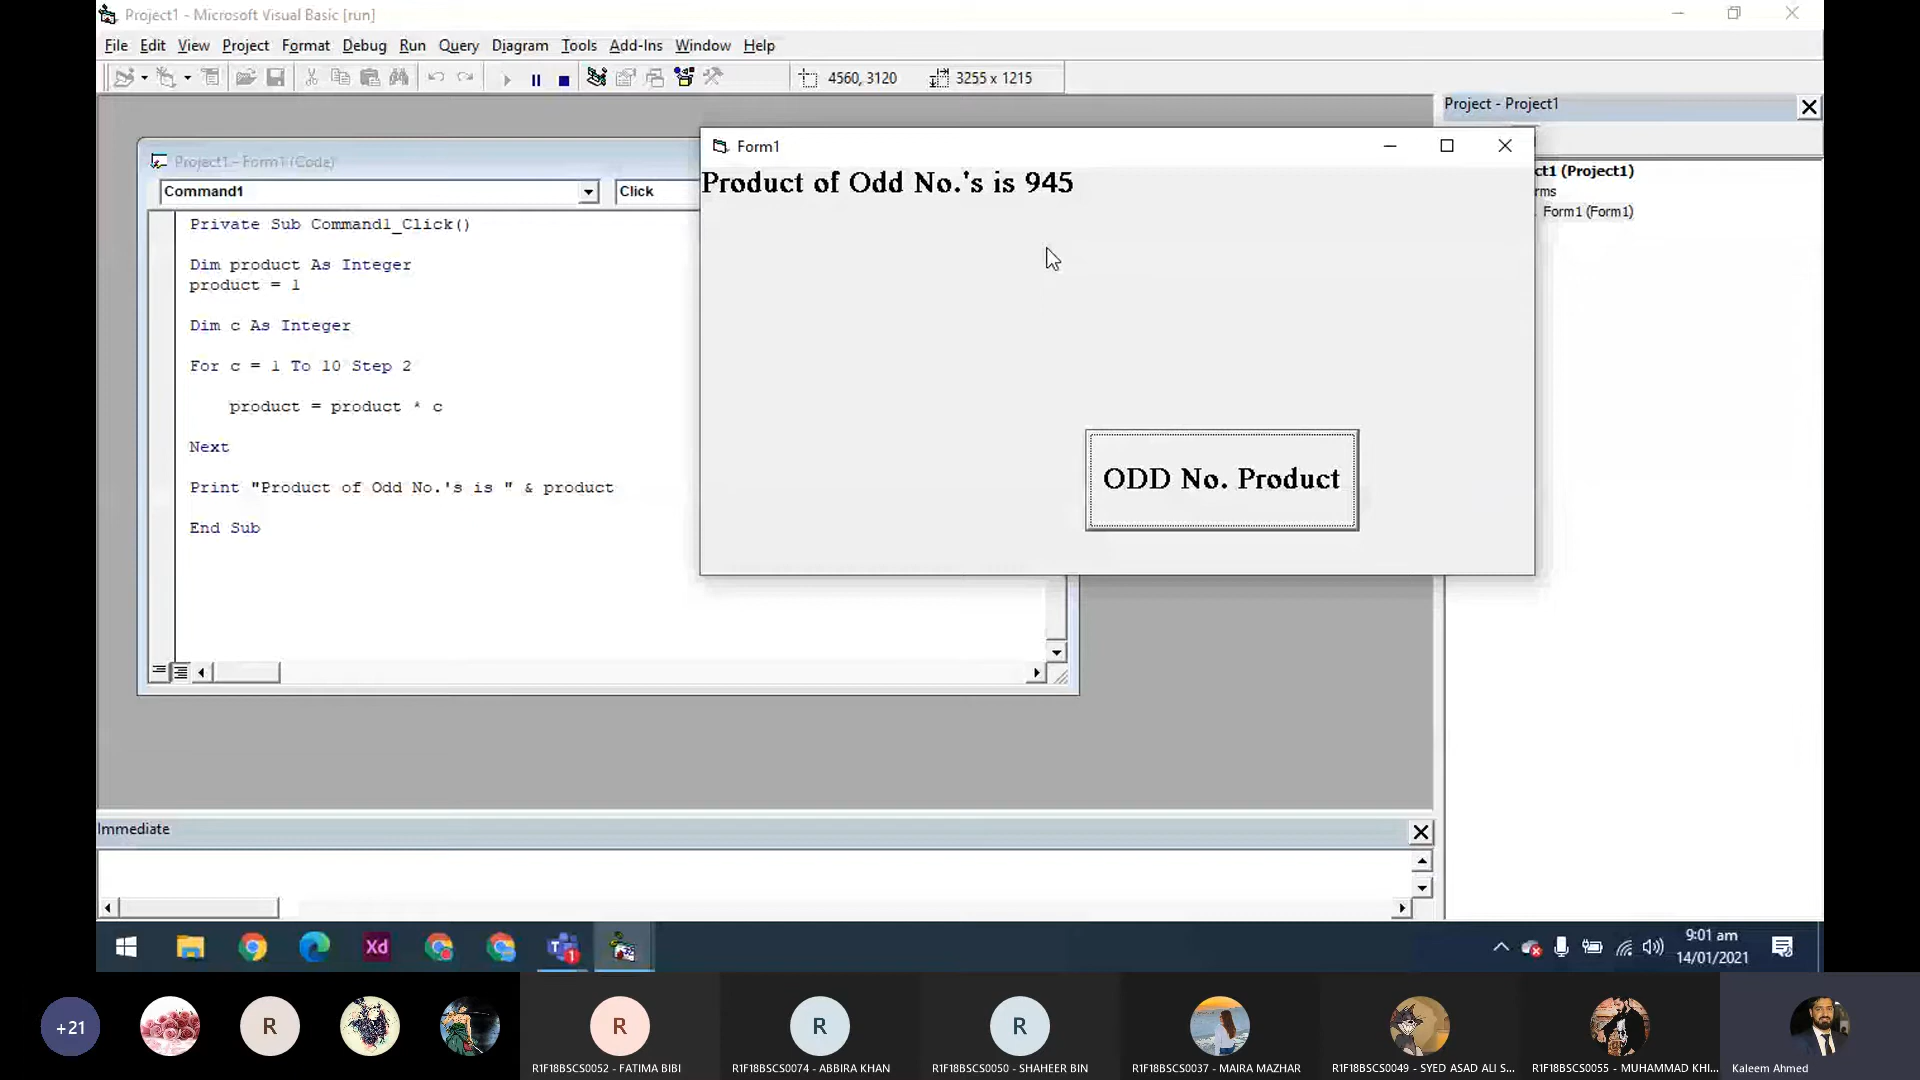 Project1 - Microsoft Visual Basic [run]
File Edit View Project Format Debug Run Query Diagram Tools Add-Ins Window Help
4560, 3120 3255 x 1215
Project - Project1
Project1 - Form1 (Code)
Form1
Command1 Click
Product of Odd No.'s is 945
ct1 (Project1)
rms
Form1 (Form1)
Private Sub Command1_Click()
Dim product As Integer
product = 1
Dim c As Integer
For c = 1 To 10 Step 2
product = product * c
Next
Print "Product of Odd No.'s is " & product
End Sub
ODD No. Product
Immediate
Xd
1
9:01 am
14/01/2021
+21
R
R
R
R
R1F18BSCS0052 - FATIMA BIBI
R1F18BSCS0074 - ABBIRA KHAN
R1F18BSCS0050 - SHAHEER BIN
R1F18BSCS0037 - MAIRA MAZHAR
R1F18BSCS0049 - SYED ASAD ALI S...
R1F18BSCS0055 - MUHAMMAD KHI...
Kaleem Ahmed